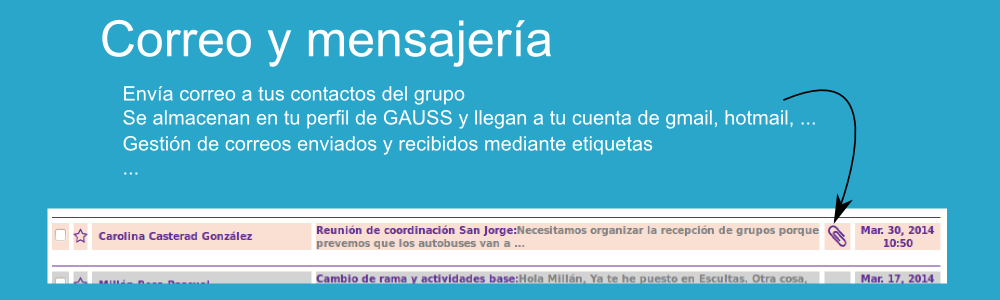 Correo y mensajería
Envía correo a tus contactos del grupo
Se almacenan en tu perfil de GAUSS y llegan a tu cuenta de gmail, hotmail, ...
Gestión de correos enviados y recibidos mediante etiquetas
...
Carolina Casterad González
Reunión de coordinación San Jorge:Necesitamos organizar la recepción de grupos porque
prevemos que los autobuses van a ...
Mar. 30, 2014
10:50
Cambio de rama y actividades base:Hola Millán, Ya te he puesto en Escultas. Otra cosa,
Mar. 17, 2014